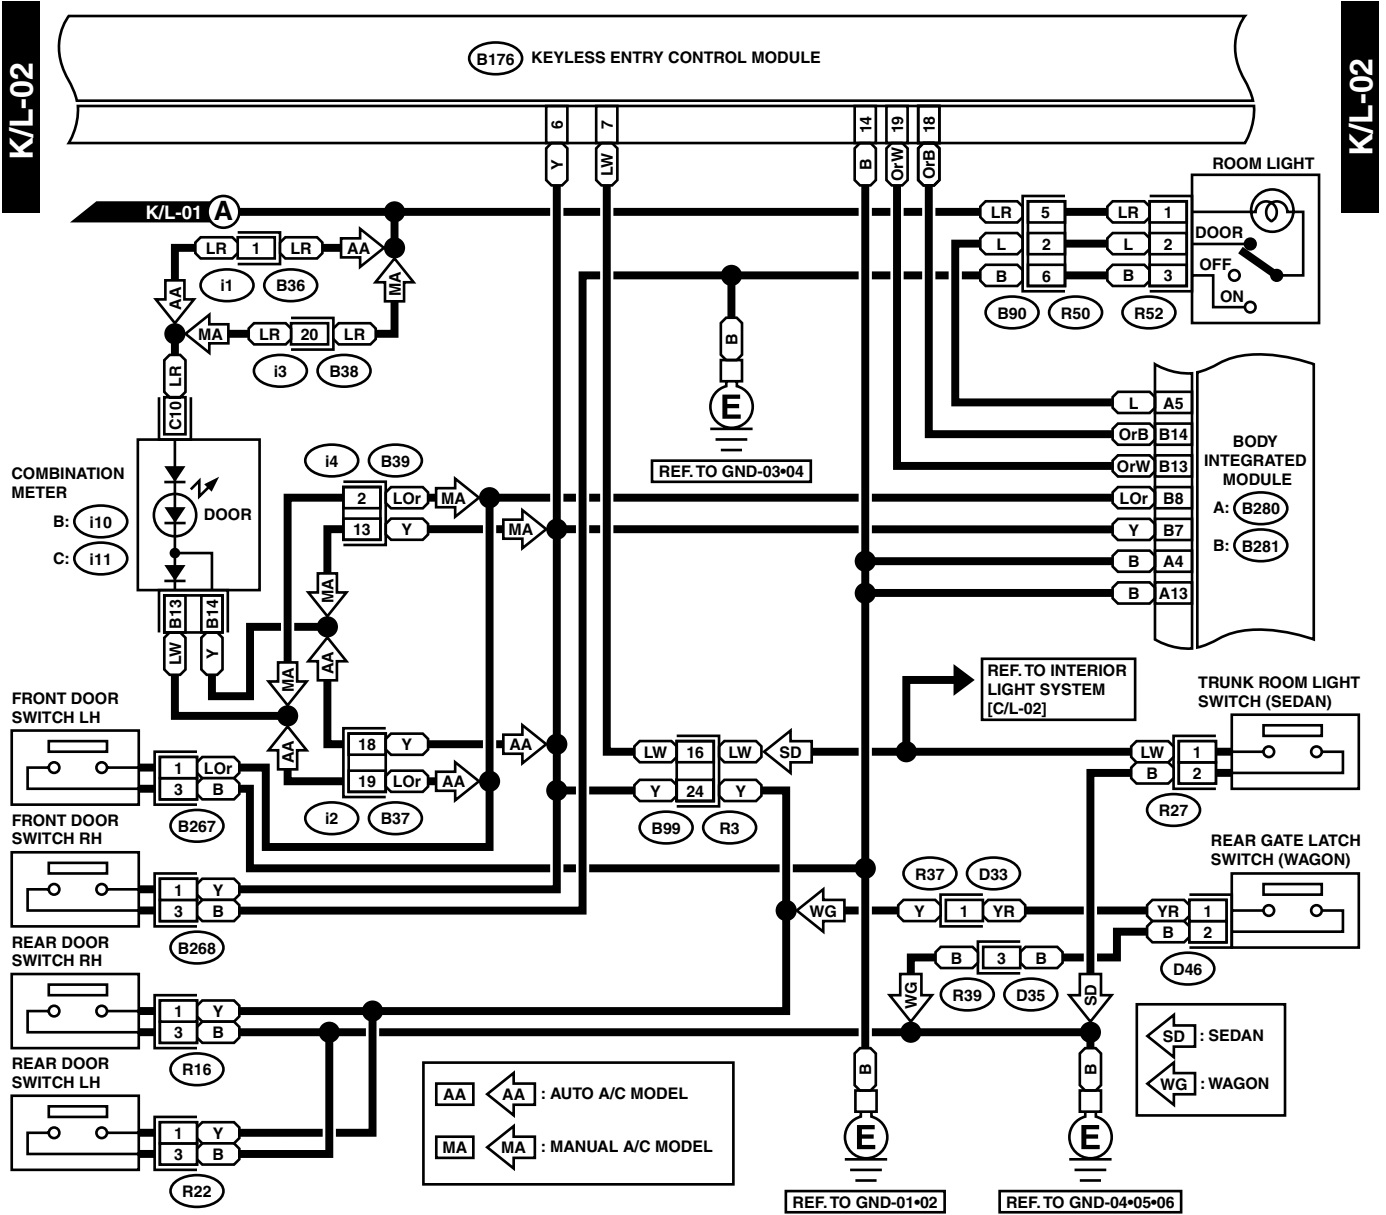 K/L-02
K/L-02
B176 KEYLESS ENTRY CONTROL MODULE
6 7 14 19 18
Y LW B OrW OrB
ROOM LIGHT
K/L-01 A
LR 5 LR 1
L 2 L 2
B 6 B 3
DOOR
OFF
ON
B90 R50 R52
LR 1 LR AA
i1 B36
AA MA
MA LR 20 LR
i3 B38
LR
C10
B
E
REF. TO GND-03•04
COMBINATION
METER
B: i10
C: i11
DOOR
B13 B14
LW Y
i4 B39
2 LOr MA
13 Y MA
MA
AA
MA
AA
18 Y AA
19 LOr AA
i2 B37
L A5
OrB B14
OrW B13
LOr B8
Y B7
B A4
B A13
BODY
INTEGRATED
MODULE
A: B280
B: B281
REF. TO INTERIOR
LIGHT SYSTEM
[C/L-02]
TRUNK ROOM LIGHT
SWITCH (SEDAN)
LW 16 LW SD
Y 24 Y
B99 R3
LW 1
B 2
R27
FRONT DOOR
SWITCH LH
1 LOr
3 B
B267
FRONT DOOR
SWITCH RH
1 Y
3 B
B268
REAR GATE LATCH
SWITCH (WAGON)
R37 D33
WG Y 1 YR
YR 1
B 2
D46
B 3 B
R39 D35
WG
SD
REAR DOOR
SWITCH RH
1 Y
3 B
R16
REAR DOOR
SWITCH LH
1 Y
3 B
R22
AA AA : AUTO A/C MODEL
MA MA : MANUAL A/C MODEL
SD : SEDAN
WG : WAGON
B
E
REF. TO GND-01•02
B
E
REF. TO GND-04•05•06